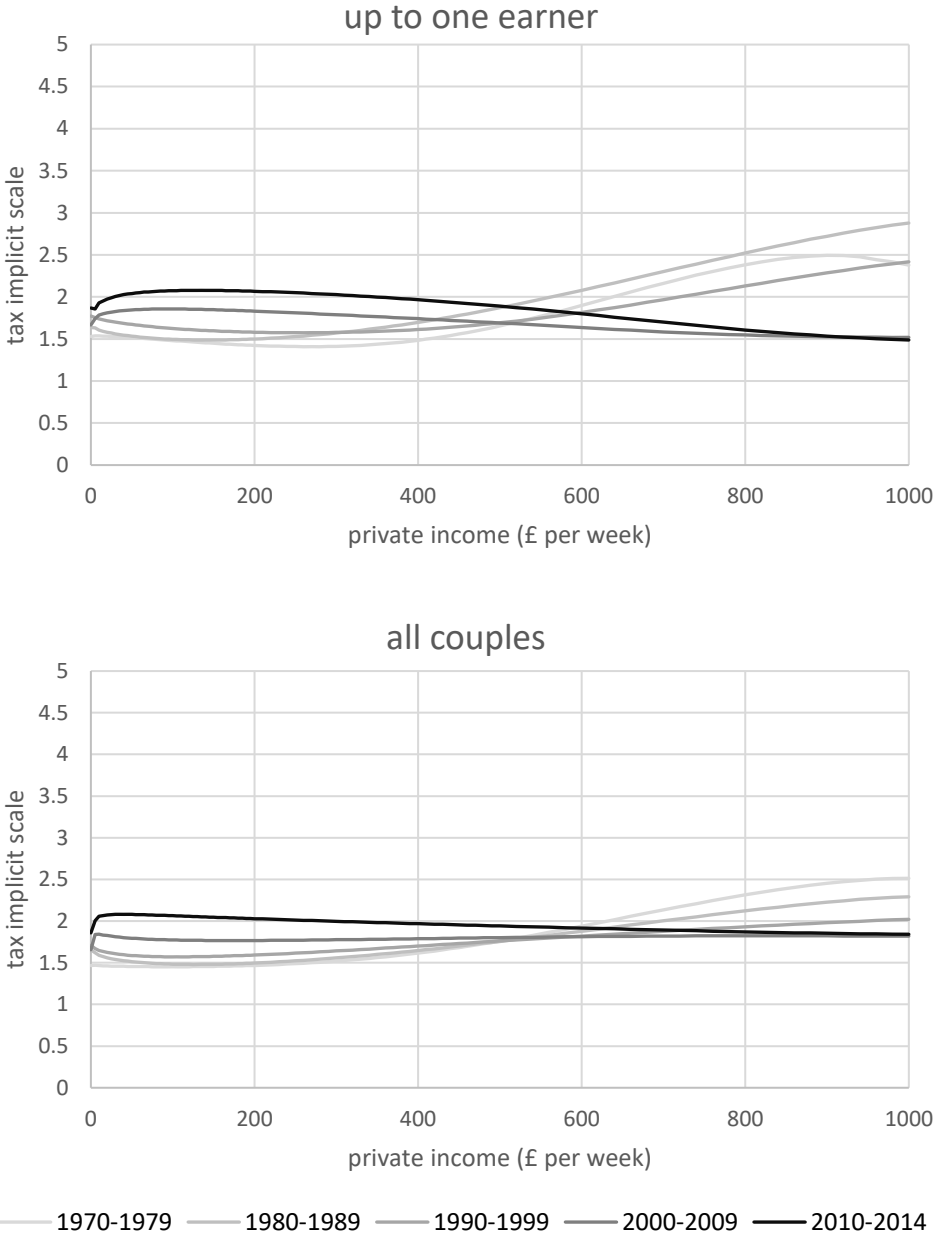 up to one earner
5
4.5
4
3.5
3
2.5
2
1.5
1
0.5
0
tax implicit scale
0 200 400 600 800 1000
private income (£ per week)
all couples
5
4.5
4
3.5
3
2.5
2
1.5
1
0.5
0
tax implicit scale
0 200 400 600 800 1000
private income (£ per week)
1970-1979 1980-1989 1990-1999 2000-2009 2010-2014